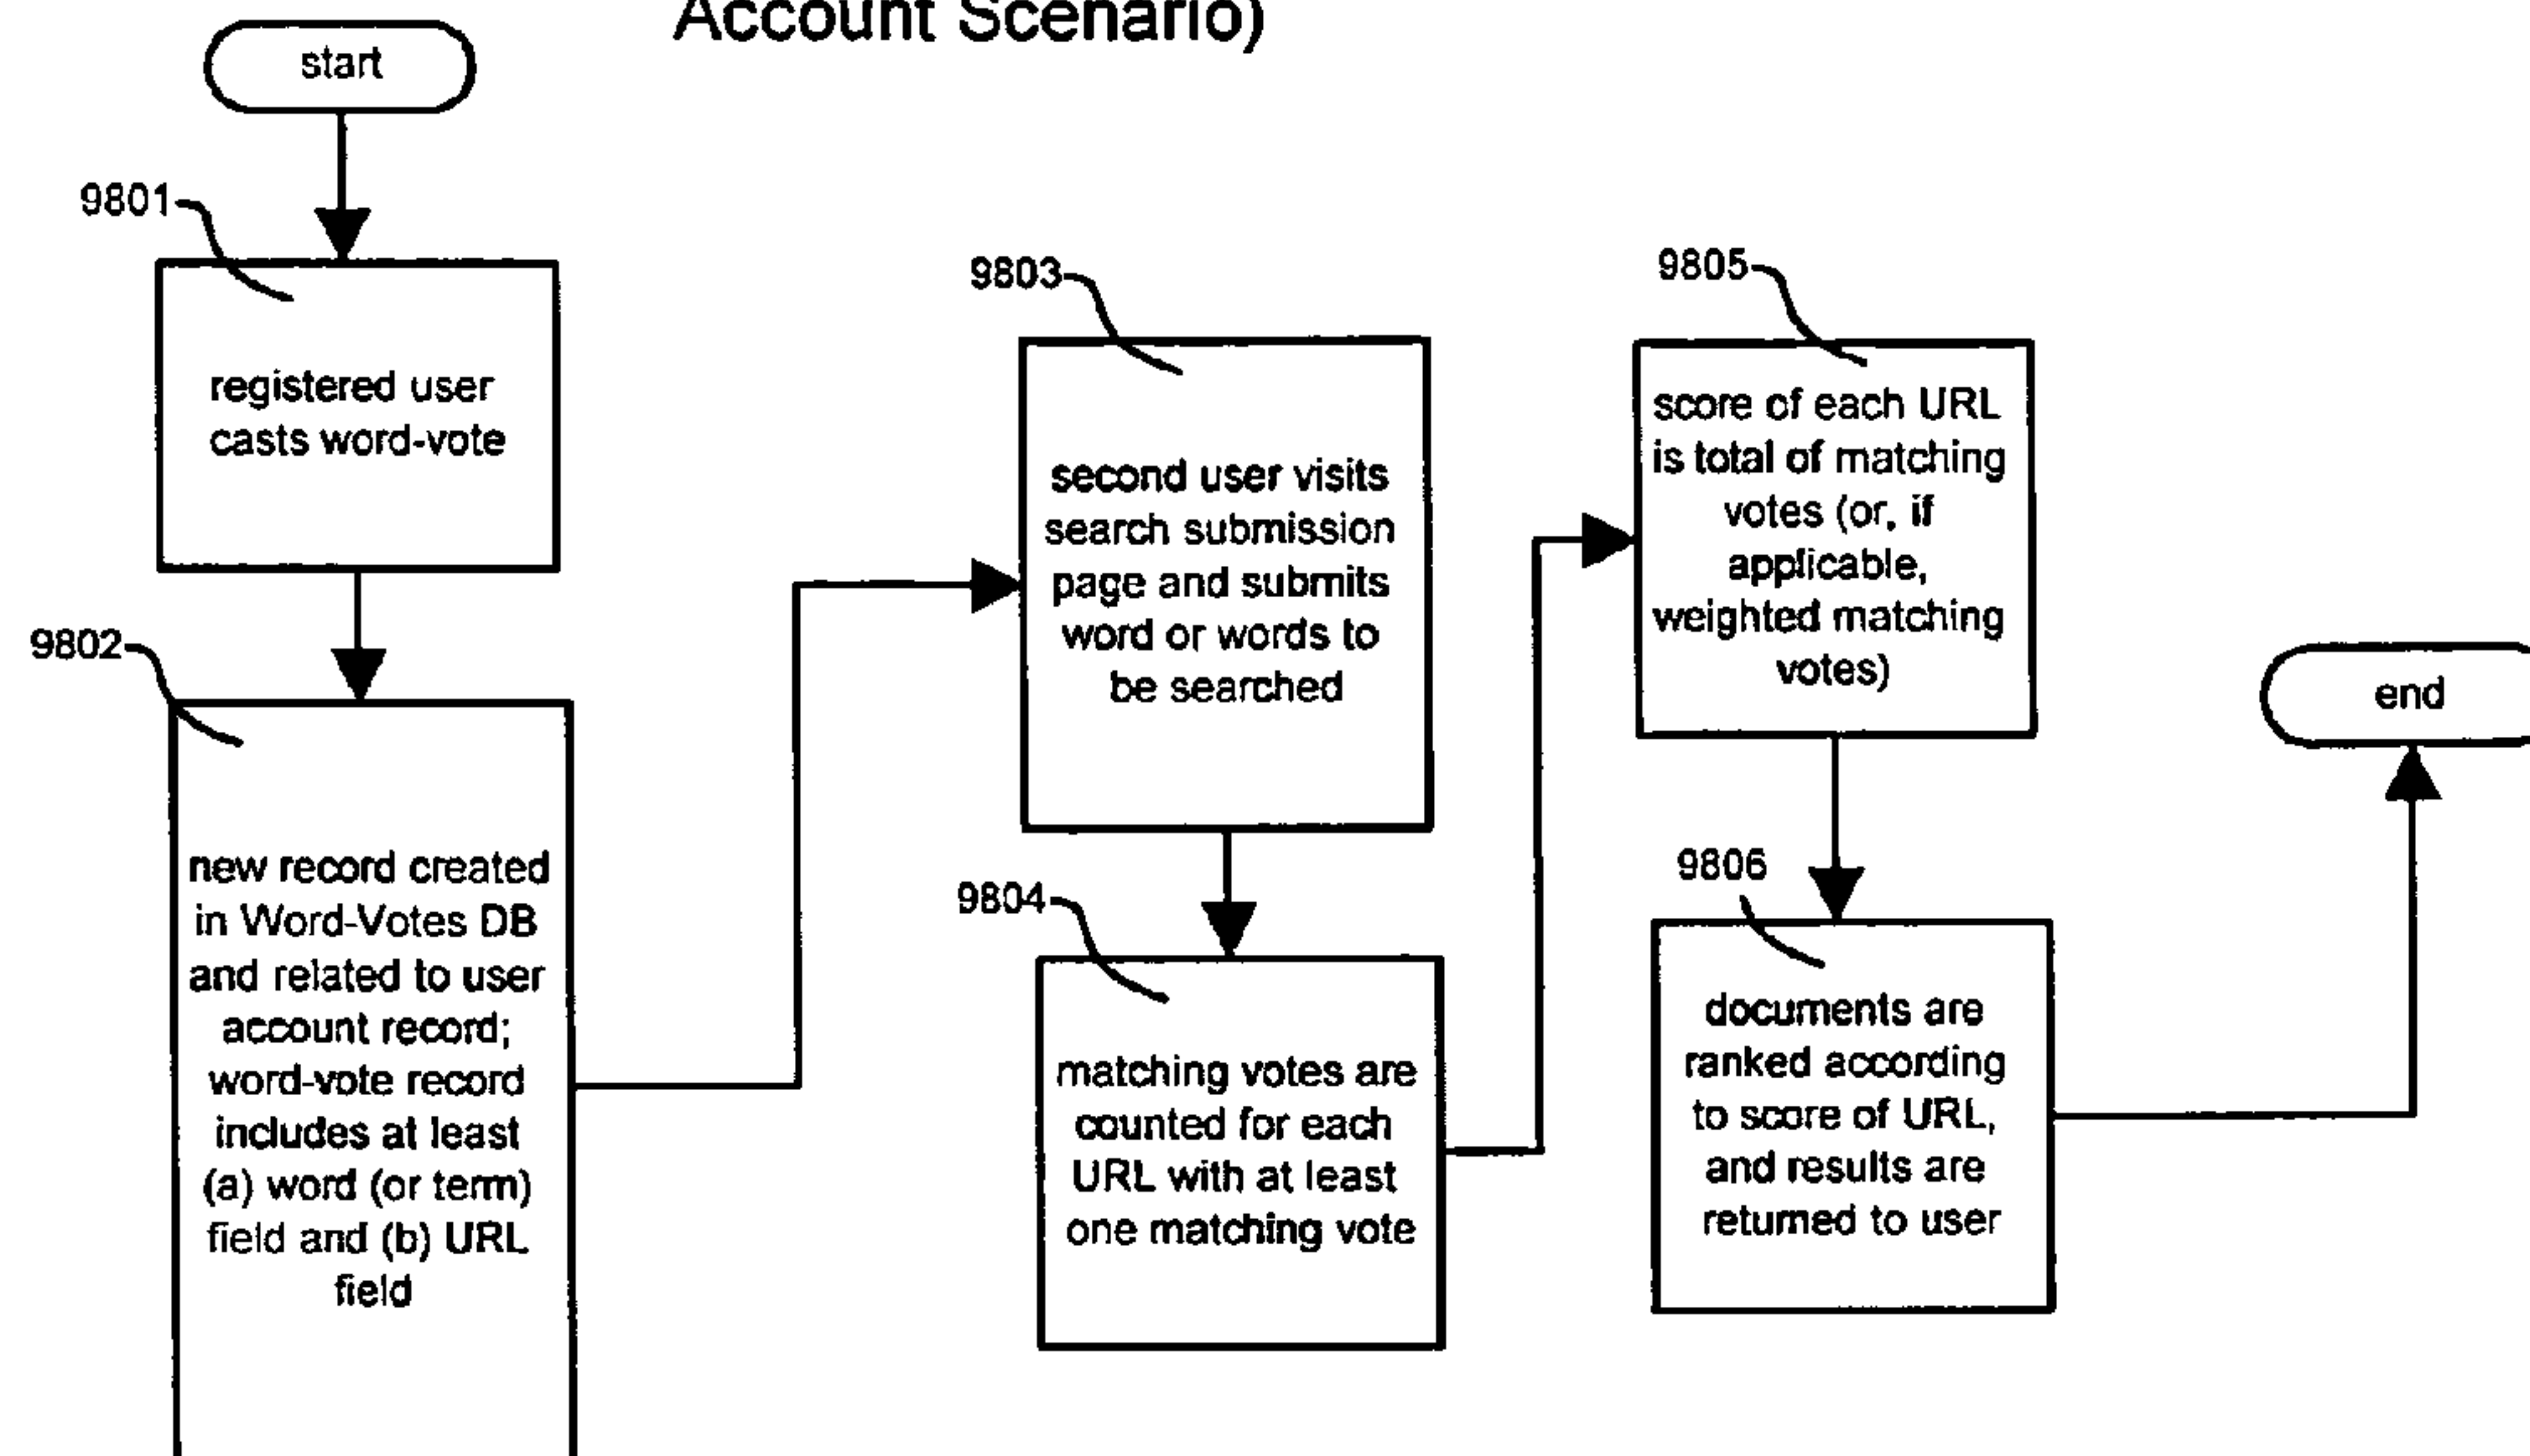 Account Scenario)
start
9801
registered user
casts word-vote
9802
new record created
in Word-Votes DB
and related to user
account record;
word-vote record
includes at least
(a) word (or term)
field and (b) URL
field
9803
second user visits
search submission
page and submits
word or words to
be searched
9804
matching votes are
counted for each
URL with at least
one matching vote
9805
score of each URL
is total of matching
votes (or, if
applicable,
weighted matching
votes)
9806
documents are
ranked according
to score of URL,
and results are
returned to user
end